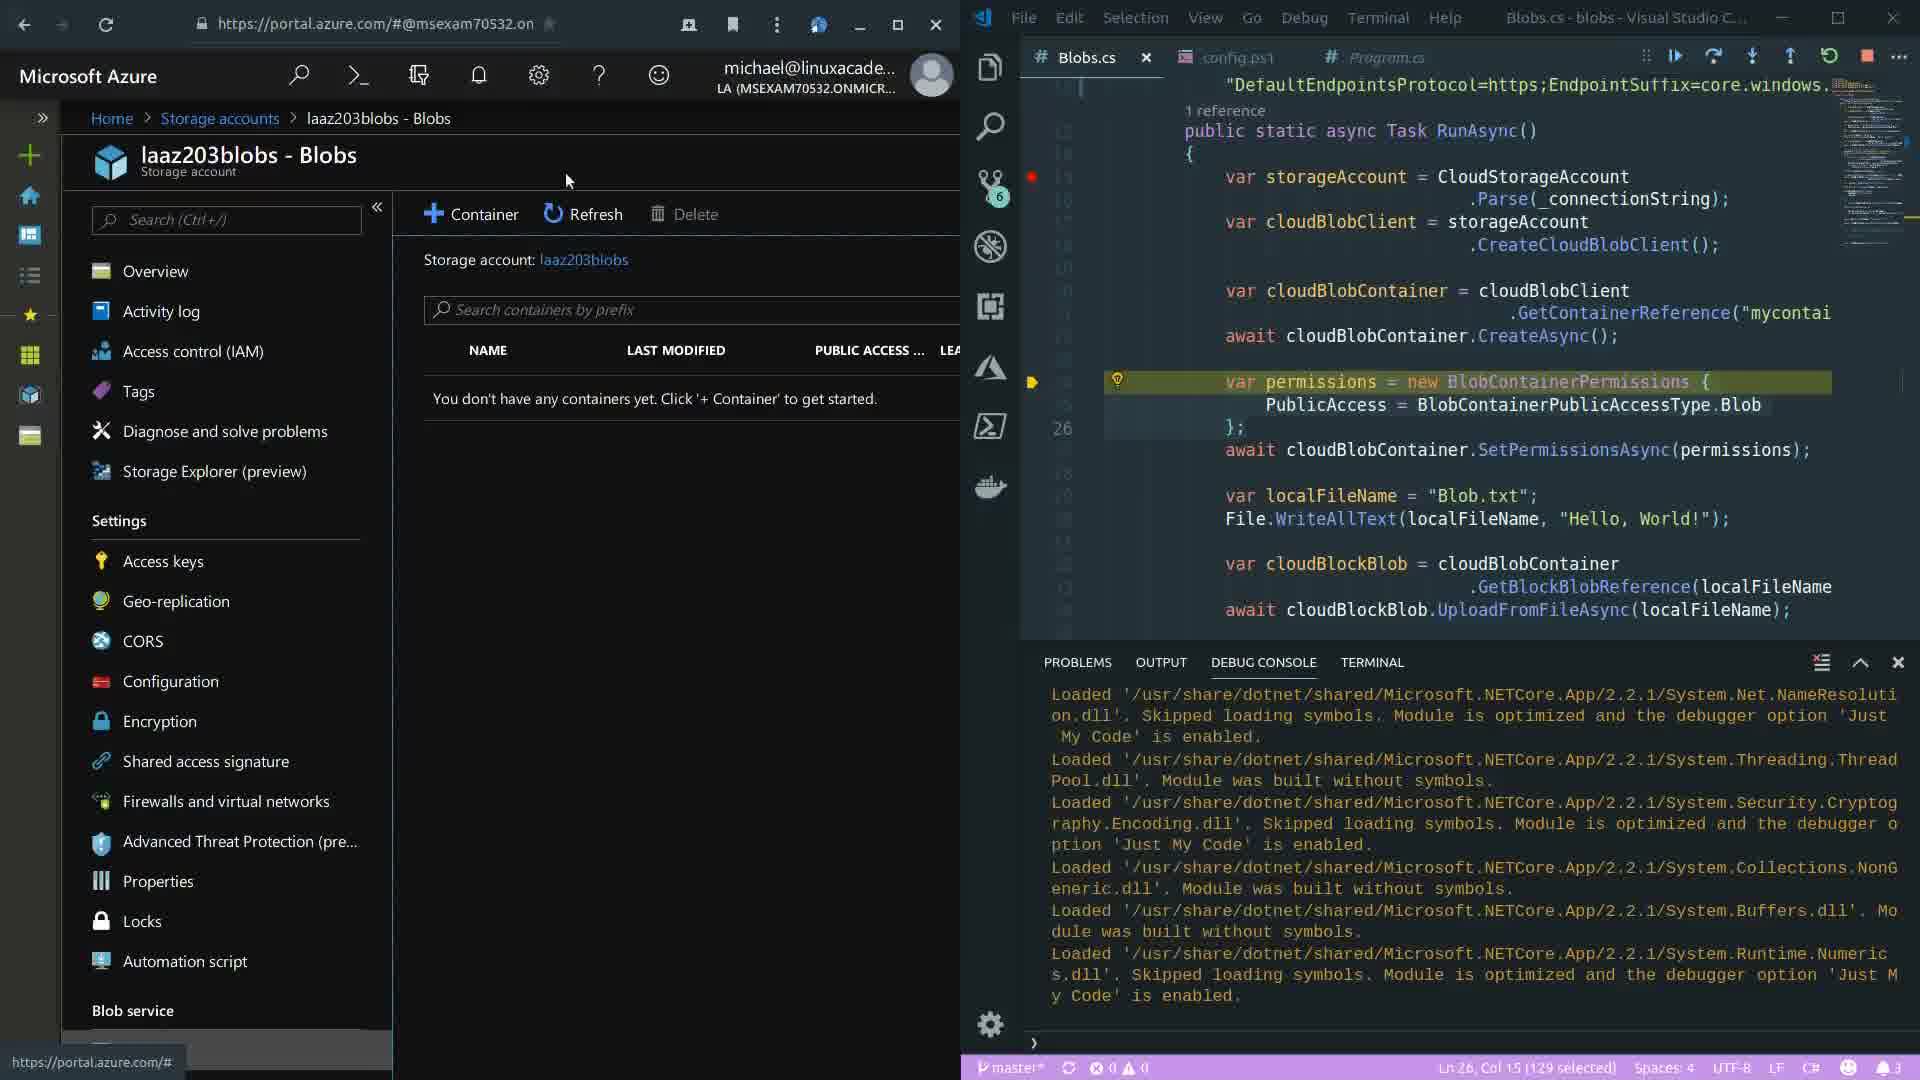 https://portal.azure.com/#@msexam70532.on
Microsoft Azure
michael@linuxacade...
LA (MSEXAM70532.ONMICR...
Home > Storage accounts > laaz203blobs - Blobs
laaz203blobs - Blobs
Storage account
Search (Ctrl+/)
Overview
Activity log
Access control (IAM)
Tags
Diagnose and solve problems
Storage Explorer (preview)
Settings
Access keys
Geo-replication
CORS
Configuration
Encryption
Shared access signature
Firewalls and virtual networks
Advanced Threat Protection (pre...
Properties
Locks
Automation script
Blob service
https://portal.azure.com/#
Container Refresh Delete
Storage account: laaz203blobs
Search containers by prefix
NAME LAST MODIFIED PUBLIC ACCESS ... LEA
You don't have any containers yet. Click '+ Container' to get started.
File Edit Selection View Go Debug Terminal Help Blobs.cs - blobs - Visual Studio C...
# Blobs.cs config.ps1 # Program.cs
"DefaultEndpointsProtocol=https;EndpointSuffix=core.windows.
1 reference
public static async Task RunAsync()
{
var storageAccount = CloudStorageAccount
.Parse(_connectionString);
var cloudBlobClient = storageAccount
.CreateCloudBlobClient();
var cloudBlobContainer = cloudBlobClient
.GetContainerReference("mycontai
await cloudBlobContainer.CreateAsync();
var permissions = new BlobContainerPermissions {
PublicAccess = BlobContainerPublicAccessType.Blob
26 };
await cloudBlobContainer.SetPermissionsAsync(permissions);
var localFileName = "Blob.txt";
File.WriteAllText(localFileName, "Hello, World!");
var cloudBlockBlob = cloudBlobContainer
.GetBlockBlobReference(localFileName
await cloudBlockBlob.UploadFromFileAsync(localFileName);
6
PROBLEMS OUTPUT DEBUG CONSOLE TERMINAL
Loaded '/usr/share/dotnet/shared/Microsoft.NETCore.App/2.2.1/System.Net.NameResoluti
on.dll'. Skipped loading symbols. Module is optimized and the debugger option 'Just
My Code' is enabled.
Loaded '/usr/share/dotnet/shared/Microsoft.NETCore.App/2.2.1/System.Threading.Thread
Pool.dll'. Module was built without symbols.
Loaded '/usr/share/dotnet/shared/Microsoft.NETCore.App/2.2.1/System.Security.Cryptog
raphy.Encoding.dll'. Skipped loading symbols. Module is optimized and the debugger o
ption 'Just My Code' is enabled.
Loaded '/usr/share/dotnet/shared/Microsoft.NETCore.App/2.2.1/System.Collections.NonG
eneric.dll'. Module was built without symbols.
Loaded '/usr/share/dotnet/shared/Microsoft.NETCore.App/2.2.1/System.Buffers.dll'. Mo
dule was built without symbols.
Loaded '/usr/share/dotnet/shared/Microsoft.NETCore.App/2.2.1/System.Runtime.Numeric
s.dll'. Skipped loading symbols. Module is optimized and the debugger option 'Just M
y Code' is enabled.
master* 0 0 Ln 26, Col 15 (129 selected) Spaces: 4 UTF-8 LF C# 3